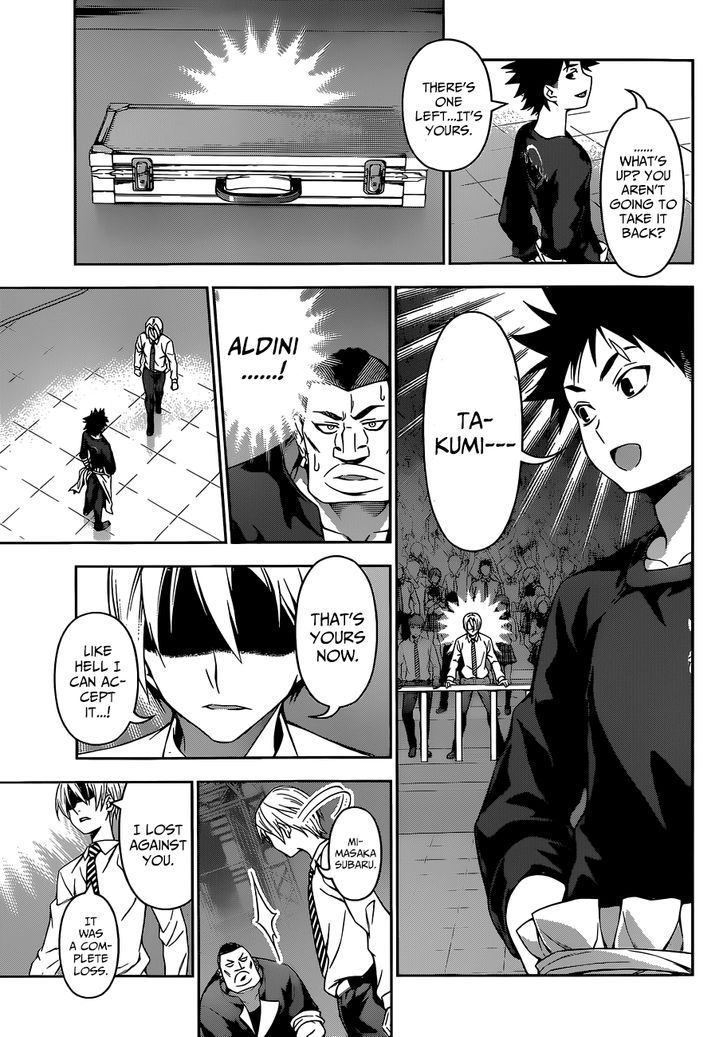 ......
WHAT'S
UP? YOU
AREN'T
GOING TO
TAKE IT
BACK?
THERE'S
ONE
LEFT...IT'S
YOURS.
TA-
KUMI---
ALDINI
......!
THAT'S
YOURS
NOW.
LIKE
HELL I
CAN AC-
CEPT
IT...!
MI-
MASAKA
SUBARU.
I LOST
AGAINST
YOU.
IT
WAS
A COM-
PLETE
LOSS.